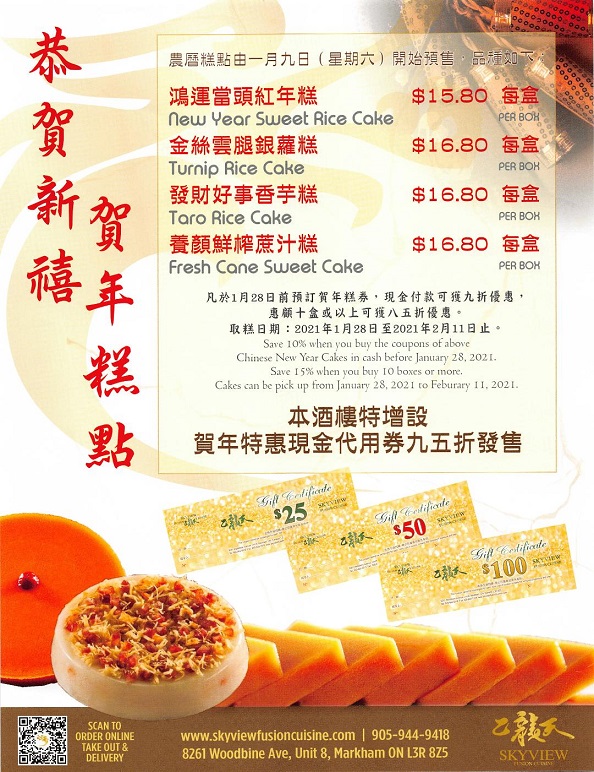 恭賀新禧
賀年糕點
農曆糕點由一月九日(星期六)開始預售。品種如下:
鴻運當頭紅年糕 $15.80 每盒
New Year Sweet Rice Cake PER BOX
金絲雲腿銀蘿糕 $16.80 每盒
Turnip Rice Cake PER BOX
發財好事香芋糕 $16.80 每盒
Taro Rice Cake PER BOX
養顏鮮榨蔗汁糕 $16.80 每盒
Fresh Cane Sweet Cake PER BOX
凡於1月28日前預訂賀年糕券,現金付款可獲九折優惠,
惠顧十盒或以上可獲八五折優惠。
取糕日期:2021年1月28日至2021年2月11日止。
Save 10% when you buy the coupons of above
Chinese New Year Cakes in cash before January 28, 2021.
Save 15% when you buy 10 boxes or more.
Cakes can be pick up from January 28, 2021 to Feburary 11, 2021.
本酒樓特增設
賀年特惠現金代用券九五折發售
Gift Certificate
$25
SKYVIEW
Gift Certificate
$50
SKYVIEW
Gift Certificate
$100
SKYVIEW
SCAN TO
ORDER ONLINE
TAKE OUT &
DELIVERY
www.skyviewfusioncuisine.com | 905-944-9418
8261 Woodbine Ave, Unit 8, Markham ON L3R 8Z5
己龍天
SKYVIEW
FUSION CUISINE